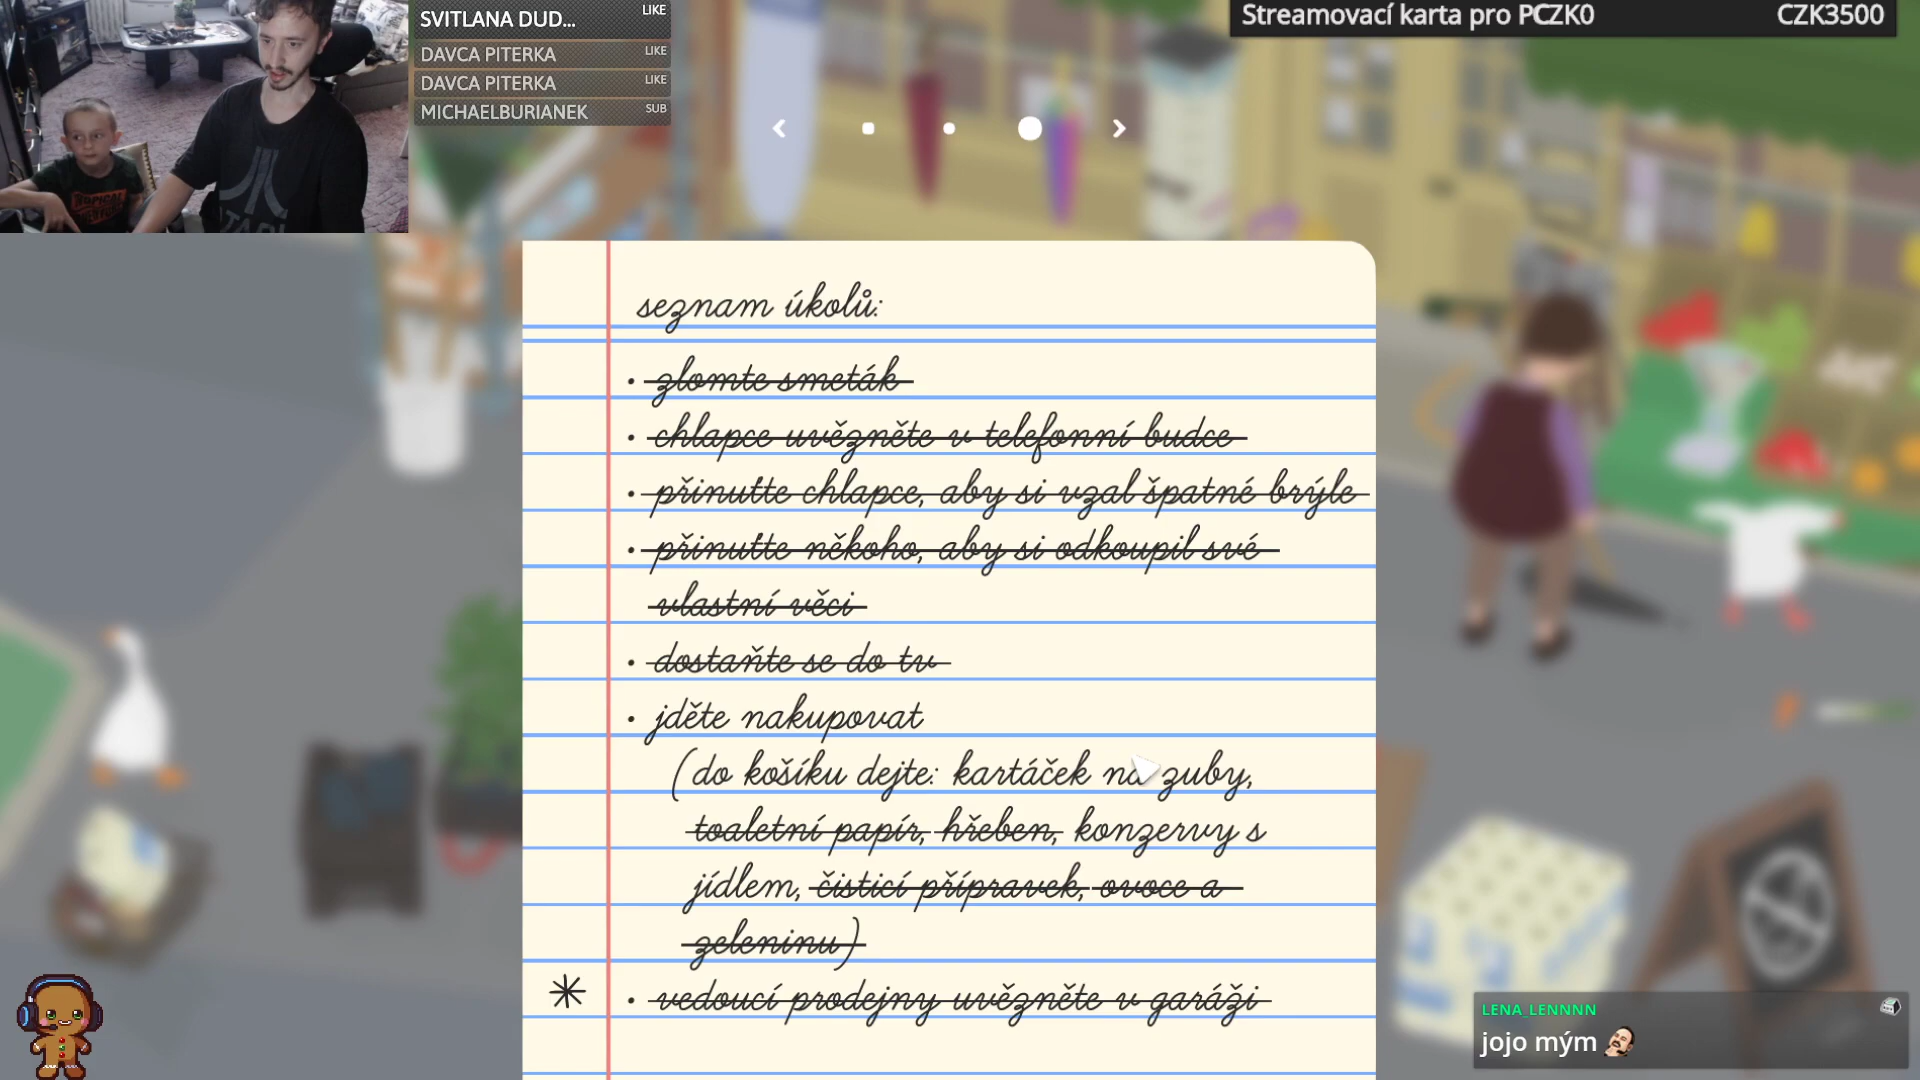 SVITLANA DUD... LIKE
DAVCA PITERKA LIKE
DAVCA PITERKA LIKE
MICHAELBURIANEK SUB
Streamovací karta pro PCZK0 CZK3500
seznam úkolů:
• zlomte smeták
• chlapce uvězněte v telefonní budce
• přinuťte chlapce, aby si vzal špatné brýle
• přinuťte někoho, aby si odkoupil své
vlastní věci
• dostaňte se do tv
• jděte nakupovat
(do košíku dejte: kartáček na zuby,
toaletní papír, hřeben, konzervy s
jídlem, čisticí přípravek, ovoce a
zeleninu)
• vedoucí prodejny uvězněte v garáži
LENA_LENNNN
jojo mým